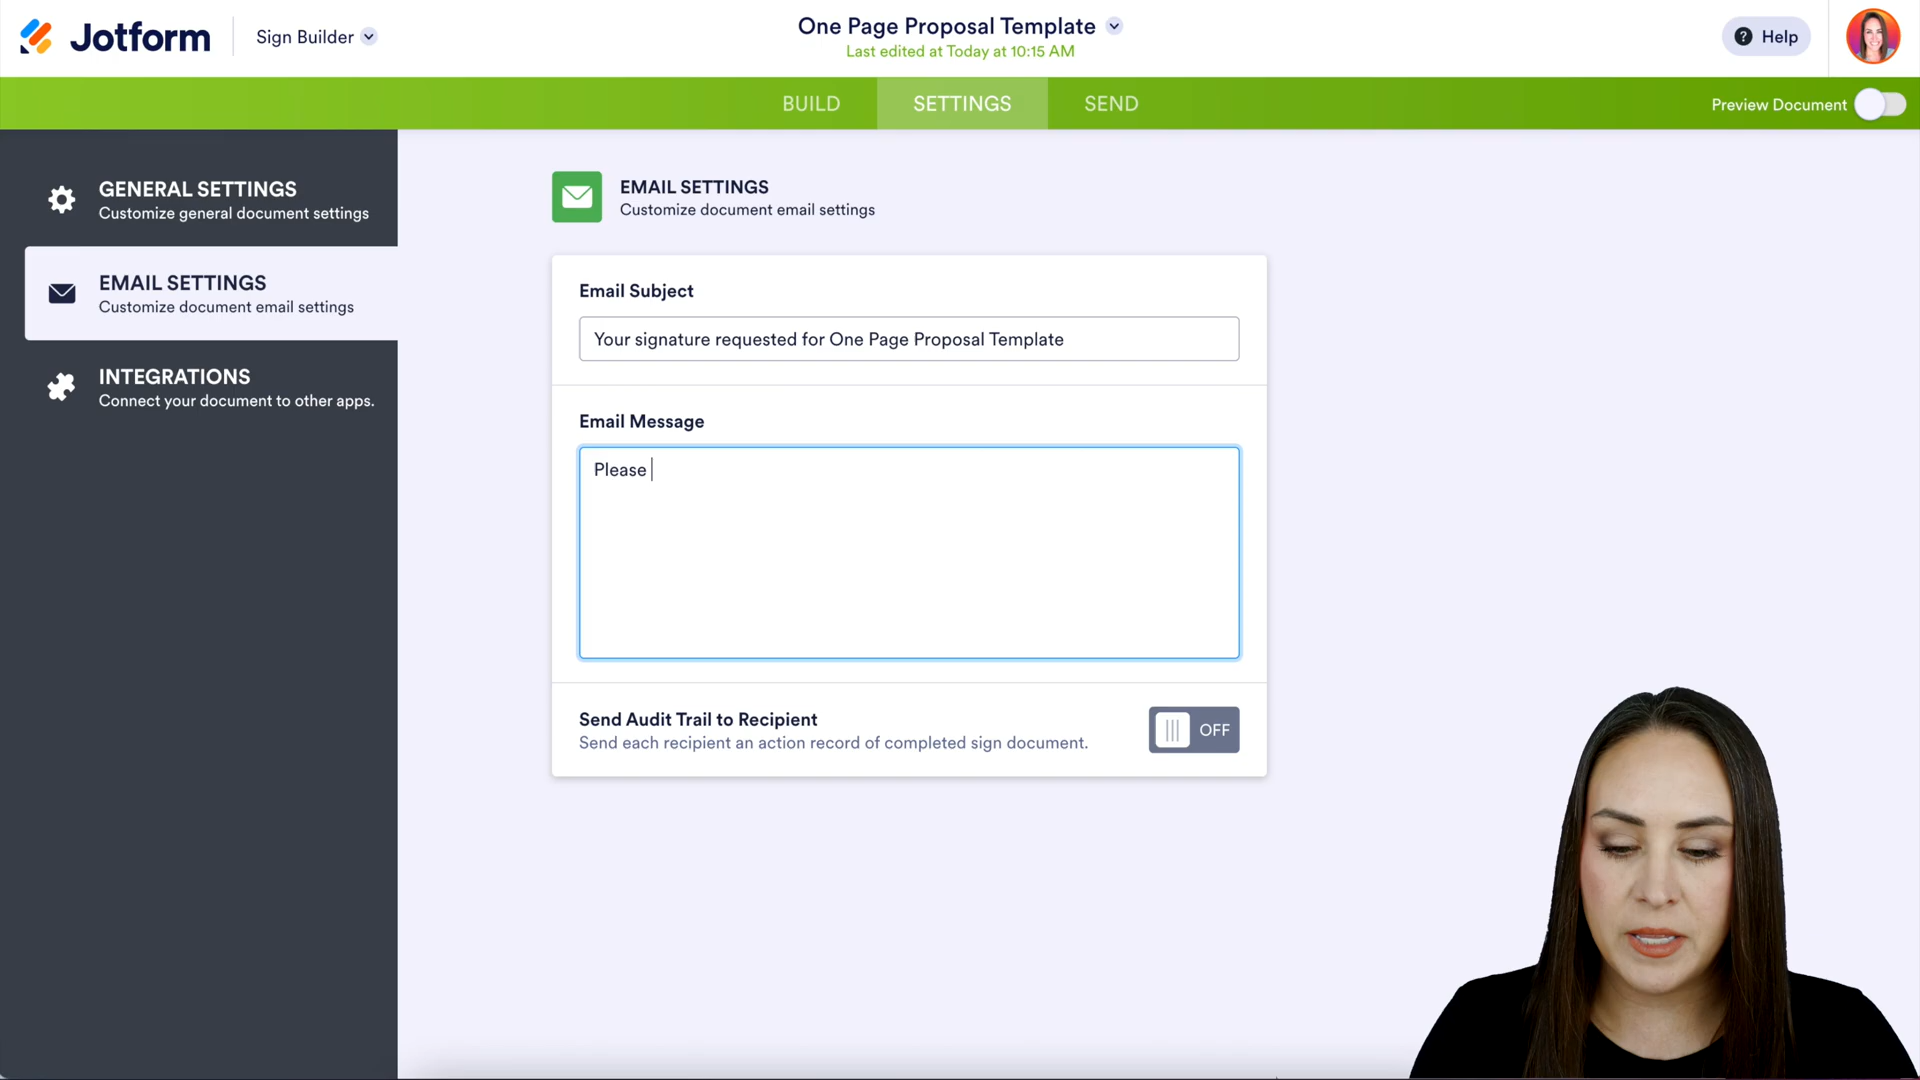 Jotform
Sign Builder
One Page Proposal Template
Last edited at Today at 10:15 AM
? Help
BUILD
SETTINGS
SEND
Preview Document
GENERAL SETTINGS
Customize general document settings
EMAIL SETTINGS
Customize document email settings
INTEGRATIONS
Connect your document to other apps.
EMAIL SETTINGS
Customize document email settings
Email Subject
Your signature requested for One Page Proposal Template
Email Message
Please
Send Audit Trail to Recipient
Send each recipient an action record of completed sign document.
OFF